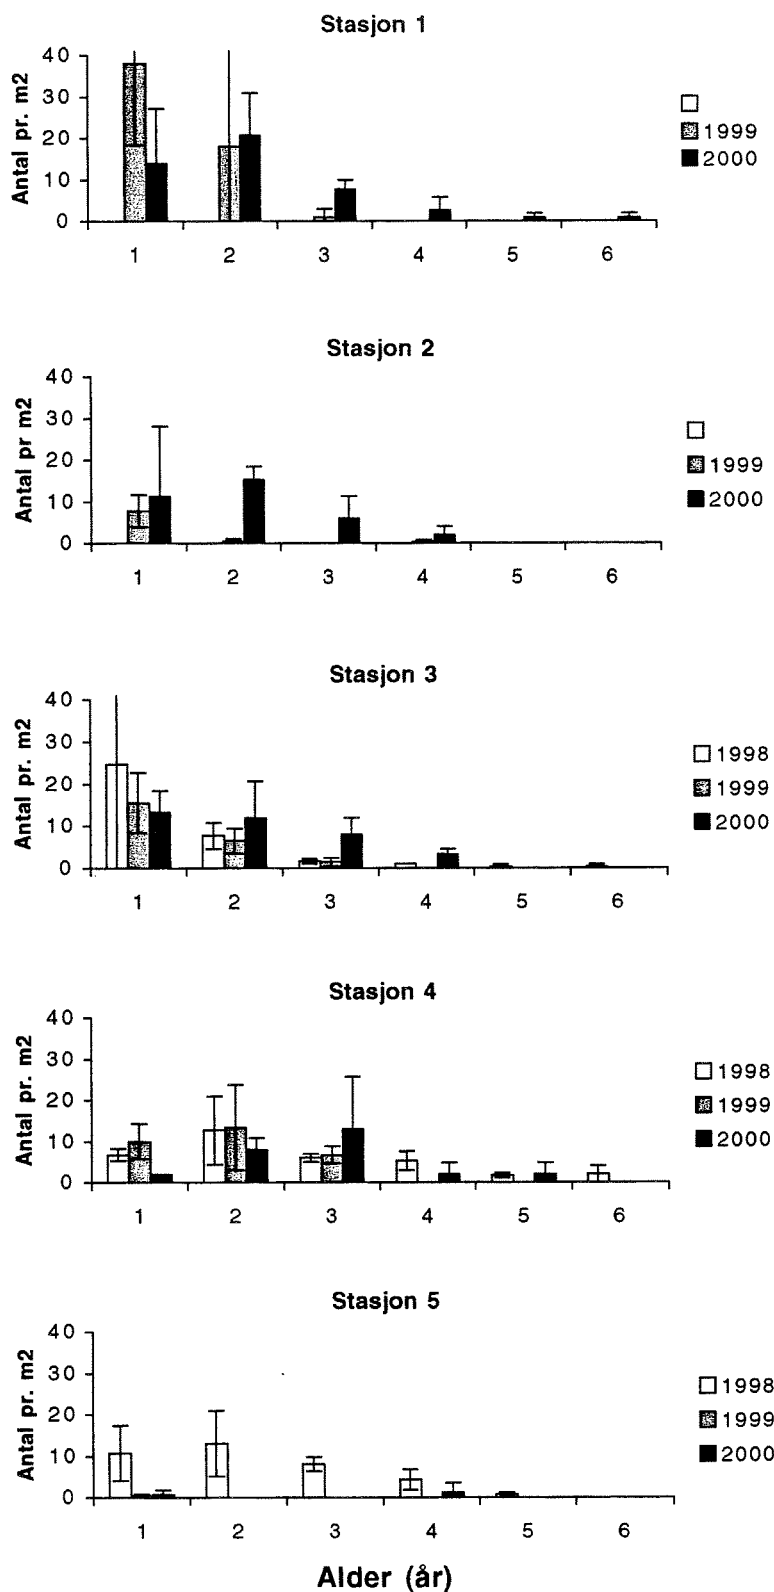 Stasjon 1
Antal pr. m2
40
30
20
10
0
1 2 3 4 5 6
1999
2000
Stasjon 2
Antal pr m2
40
30
20
10
0
1 2 3 4 5 6
1999
2000
Stasjon 3
Antal pr. m2
40
30
20
10
0
1 2 3 4 5 6
1998
1999
2000
Stasjon 4
Antal pr. m2
40
30
20
10
0
1 2 3 4 5 6
1998
1999
2000
Stasjon 5
Antal pr. m2
40
30
20
10
0
1 2 3 4 5 6
1998
1999
2000
Alder (år)